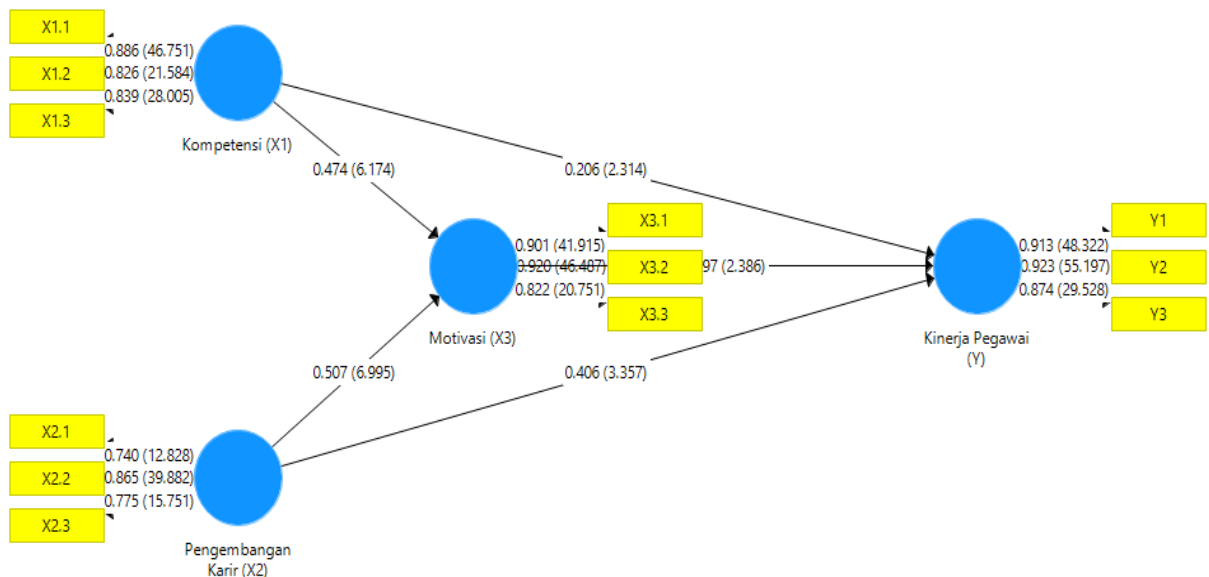 X1.1
0.886 (46.751)
X1.2
0.826 (21.584)
0.839 (28.005)
X1.3
Kompetensi (X1)
0.474 (6.174)
0.206 (2.314)
X3.1
0.901 (41.915)
0.920 (46.487)
X3.2
97 (2.386)
0.822 (20.751)
X3.3
Motivasi (X3)
Y1
0.913 (48.322)
Y2
0.923 (55.197)
0.874 (29.528)
Y3
Kinerja Pegawai
(Y)
0.507 (6.995)
0.406 (3.357)
X2.1
0.740 (12.828)
X2.2
0.865 (39.882)
0.775 (15.751)
X2.3
Pengembangan
Karir (X2)